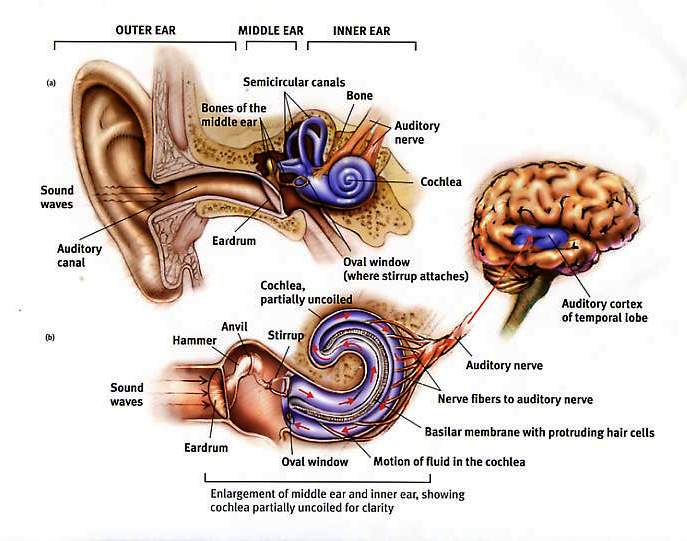 OUTER EAR
MIDDLE EAR
INNER EAR
(a)
Semicircular canals
Bones of the
middle ear
Bone
Auditory
nerve
Cochlea
Sound
waves
Auditory
canal
Eardrum
Oval window
(where stirrup attaches)
Auditory cortex
of temporal lobe
Cochlea,
partially uncoiled
(b)
Hammer
Anvil
Stirrup
Sound
waves
Auditory nerve
Nerve fibers to auditory nerve
Basilar membrane with protruding hair cells
Eardrum
Oval window
Motion of fluid in the cochlea
Enlargement of middle ear and inner ear, showing
cochlea partially uncoiled for clarity